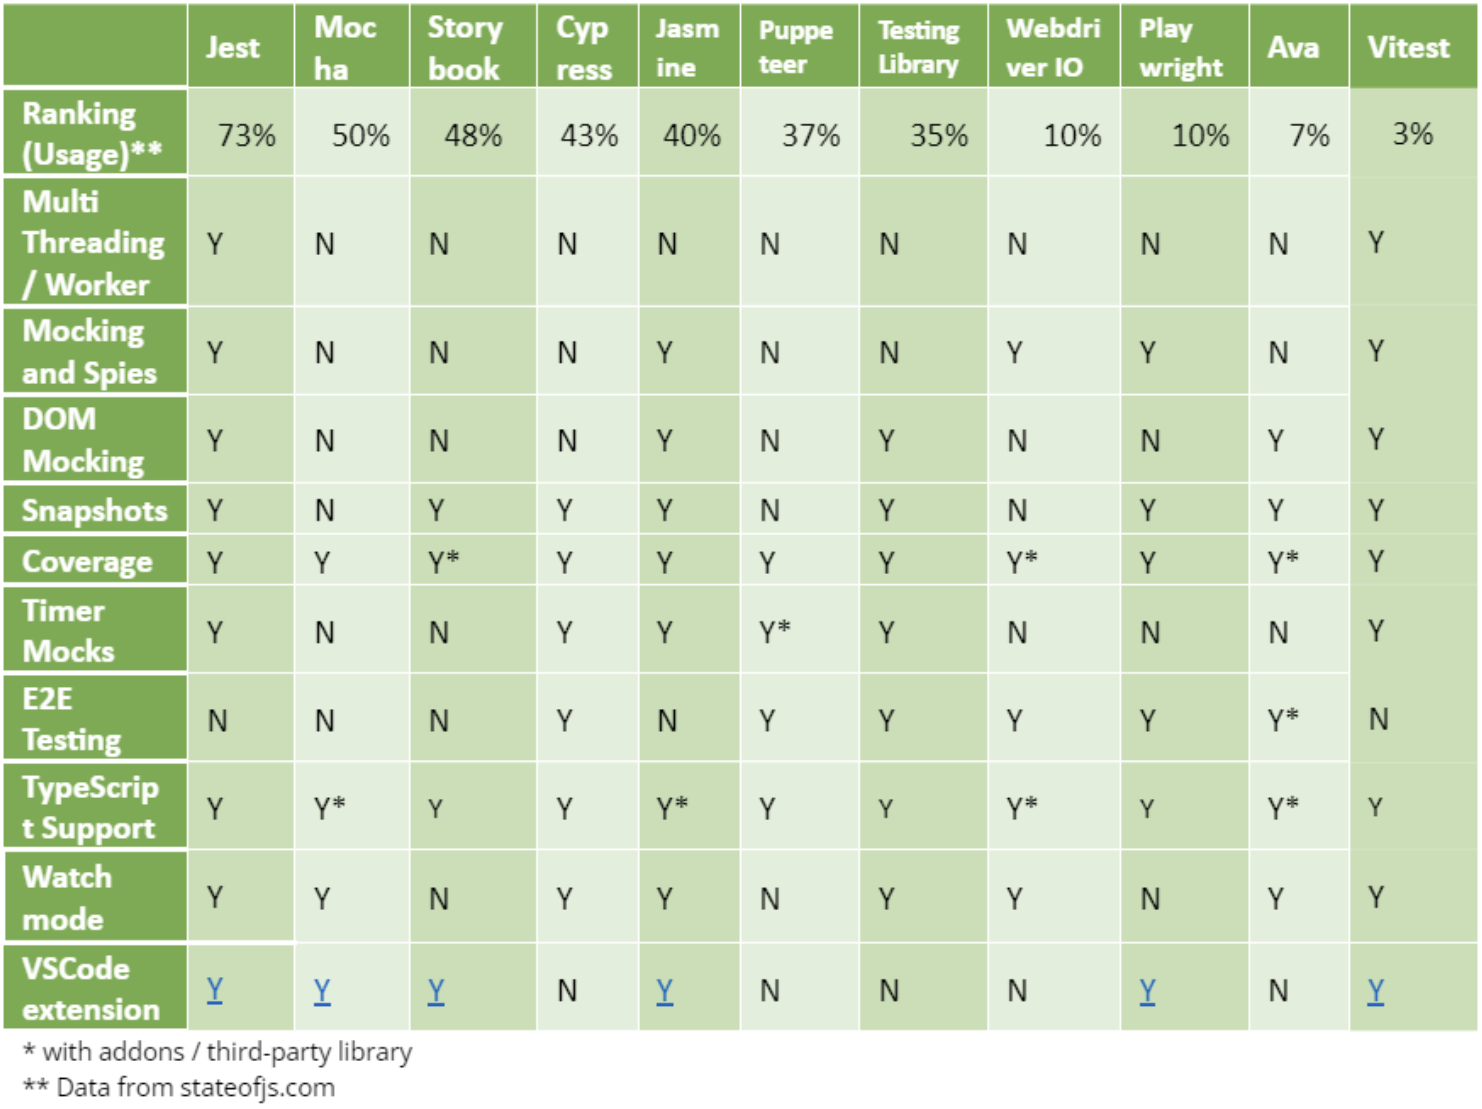 Jest Mocha Storybook Cypress Jasmine Puppeteer Testing Library Webdriver IO Playwright Ava Vitest
Ranking (Usage)** 73% 50% 48% 43% 40% 37% 35% 10% 10% 7% 3%
Multi Threading / Worker Y N N N N N N N N N Y
Mocking and Spies Y N N N Y N N Y Y N Y
DOM Mocking Y N N N Y N Y N N Y Y
Snapshots Y N Y Y Y N Y N Y Y Y
Coverage Y Y Y* Y Y Y Y Y* Y Y* Y
Timer Mocks Y N N Y Y Y* Y N N N Y
E2E Testing N N N Y N Y Y Y Y Y* N
TypeScript Support Y Y* Y Y Y* Y Y Y* Y Y* Y
Watch mode Y Y N Y Y N Y Y N Y Y
VSCode extension Y Y Y N Y N N N Y N Y
* with addons / third-party library
** Data from stateofjs.com